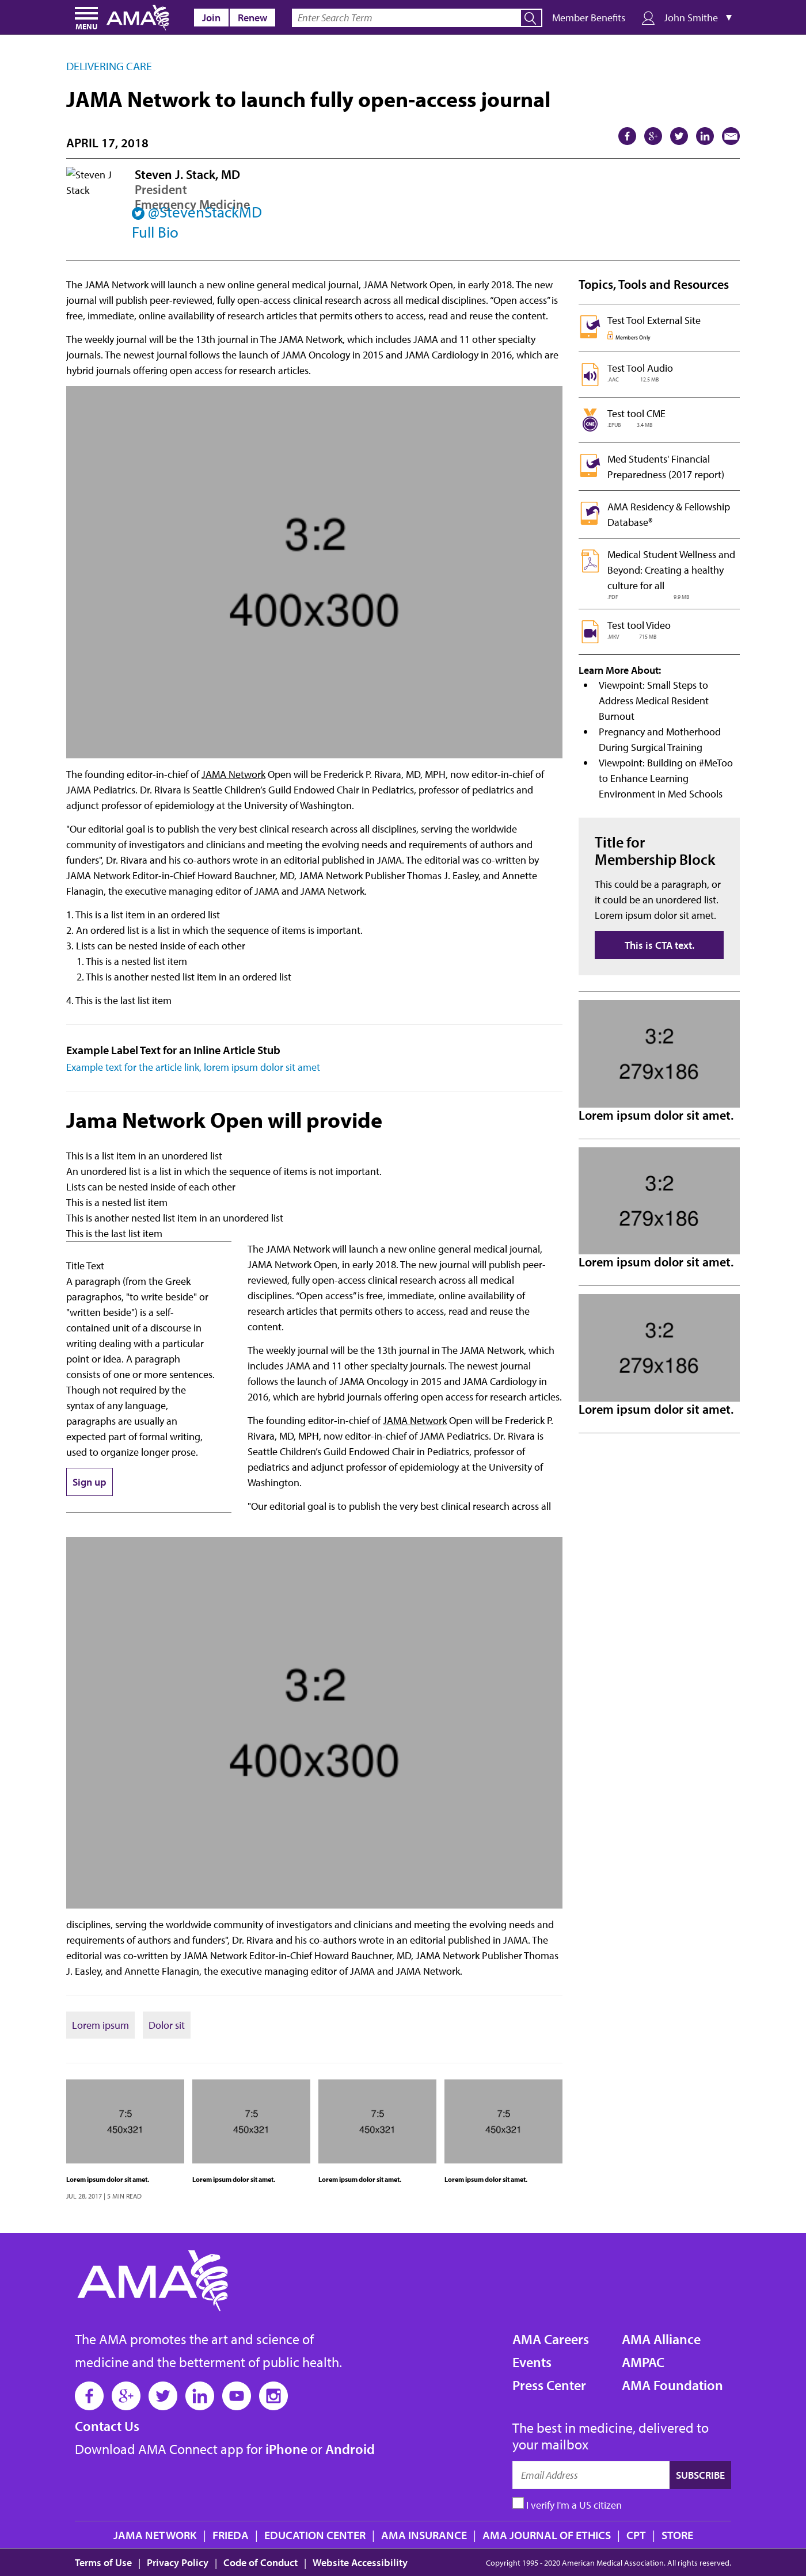 MENU
AMA
Join
Renew
Enter Search Term
Member Benefits
John Smithe ▼
DELIVERING CARE
JAMA Network to launch fully open-access journal
APRIL 17, 2018
Steven J
Stack
Steven J. Stack, MD
President
Emergency Medicine
@StevenStackMD
Full Bio
The JAMA Network will launch a new online general medical journal, JAMA Network Open, in early 2018. The new
journal will publish peer-reviewed, fully open-access clinical research across all medical disciplines. “Open access” is
free, immediate, online availability of research articles that permits others to access, read and reuse the content.
The weekly journal will be the 13th journal in The JAMA Network, which includes JAMA and 11 other specialty
journals. The newest journal follows the launch of JAMA Oncology in 2015 and JAMA Cardiology in 2016, which are
hybrid journals offering open access for research articles.
3:2
400x300
The founding editor-in-chief of JAMA Network Open will be Frederick P. Rivara, MD, MPH, now editor-in-chief of
JAMA Pediatrics. Dr. Rivara is Seattle Children’s Guild Endowed Chair in Pediatrics, professor of pediatrics and
adjunct professor of epidemiology at the University of Washington.
"Our editorial goal is to publish the very best clinical research across all disciplines, serving the worldwide
community of investigators and clinicians and meeting the evolving needs and requirements of authors and
funders", Dr. Rivara and his co-authors wrote in an editorial published in JAMA. The editorial was co-written by
JAMA Network Editor-in-Chief Howard Bauchner, MD, JAMA Network Publisher Thomas J. Easley, and Annette
Flanagin, the executive managing editor of JAMA and JAMA Network.
1. This is a list item in an ordered list
2. An ordered list is a list in which the sequence of items is important.
3. Lists can be nested inside of each other
1. This is a nested list item
2. This is another nested list item in an ordered list
4. This is the last list item
Example Label Text for an Inline Article Stub
Example text for the article link, lorem ipsum dolor sit amet
Jama Network Open will provide
This is a list item in an unordered list
An unordered list is a list in which the sequence of items is not important.
Lists can be nested inside of each other
This is a nested list item
This is another nested list item in an unordered list
This is the last list item
Title Text
A paragraph (from the Greek
paragraphos, "to write beside" or
"written beside") is a self-
contained unit of a discourse in
writing dealing with a particular
point or idea. A paragraph
consists of one or more sentences.
Though not required by the
syntax of any language,
paragraphs are usually an
expected part of formal writing,
used to organize longer prose.
Sign up
The JAMA Network will launch a new online general medical journal,
JAMA Network Open, in early 2018. The new journal will publish peer-
reviewed, fully open-access clinical research across all medical
disciplines. “Open access” is free, immediate, online availability of
research articles that permits others to access, read and reuse the
content.
The weekly journal will be the 13th journal in The JAMA Network, which
includes JAMA and 11 other specialty journals. The newest journal
follows the launch of JAMA Oncology in 2015 and JAMA Cardiology in
2016, which are hybrid journals offering open access for research articles.
The founding editor-in-chief of JAMA Network Open will be Frederick P.
Rivara, MD, MPH, now editor-in-chief of JAMA Pediatrics. Dr. Rivara is
Seattle Children’s Guild Endowed Chair in Pediatrics, professor of
pediatrics and adjunct professor of epidemiology at the University of
Washington.
"Our editorial goal is to publish the very best clinical research across all
3:2
400x300
disciplines, serving the worldwide community of investigators and clinicians and meeting the evolving needs and
requirements of authors and funders", Dr. Rivara and his co-authors wrote in an editorial published in JAMA. The
editorial was co-written by JAMA Network Editor-in-Chief Howard Bauchner, MD, JAMA Network Publisher Thomas
J. Easley, and Annette Flanagin, the executive managing editor of JAMA and JAMA Network.
Lorem ipsum
Dolor sit
7:5
450x321
Lorem ipsum dolor sit amet.
JUL 28, 2017 | 5 MIN READ
7:5
450x321
Lorem ipsum dolor sit amet.
7:5
450x321
Lorem ipsum dolor sit amet.
7:5
450x321
Lorem ipsum dolor sit amet.
Topics, Tools and Resources
Test Tool External Site
Members Only
Test Tool Audio
.AAC 12.5 MB
CME
Test tool CME
.EPUB 3.4 MB
Med Students' Financial
Preparedness (2017 report)
AMA Residency & Fellowship
Database®
Medical Student Wellness and
Beyond: Creating a healthy
culture for all
.PDF 9.9 MB
Test tool Video
.MKV 715 MB
Learn More About:
• Viewpoint: Small Steps to
Address Medical Resident
Burnout
• Pregnancy and Motherhood
During Surgical Training
• Viewpoint: Building on #MeToo
to Enhance Learning
Environment in Med Schools
Title for
Membership Block
This could be a paragraph, or
it could be an unordered list.
Lorem ipsum dolor sit amet.
This is CTA text.
3:2
279x186
Lorem ipsum dolor sit amet.
3:2
279x186
Lorem ipsum dolor sit amet.
3:2
279x186
Lorem ipsum dolor sit amet.
AMA
The AMA promotes the art and science of
medicine and the betterment of public health.
Contact Us
Download AMA Connect app for iPhone or Android
AMA Careers
Events
Press Center
AMA Alliance
AMPAC
AMA Foundation
The best in medicine, delivered to
your mailbox
Email Address
SUBSCRIBE
I verify I'm a US citizen
JAMA NETWORK | FRIEDA | EDUCATION CENTER | AMA INSURANCE | AMA JOURNAL OF ETHICS | CPT | STORE
Terms of Use | Privacy Policy | Code of Conduct | Website Accessibility
Copyright 1995 - 2020 American Medical Association. All rights reserved.